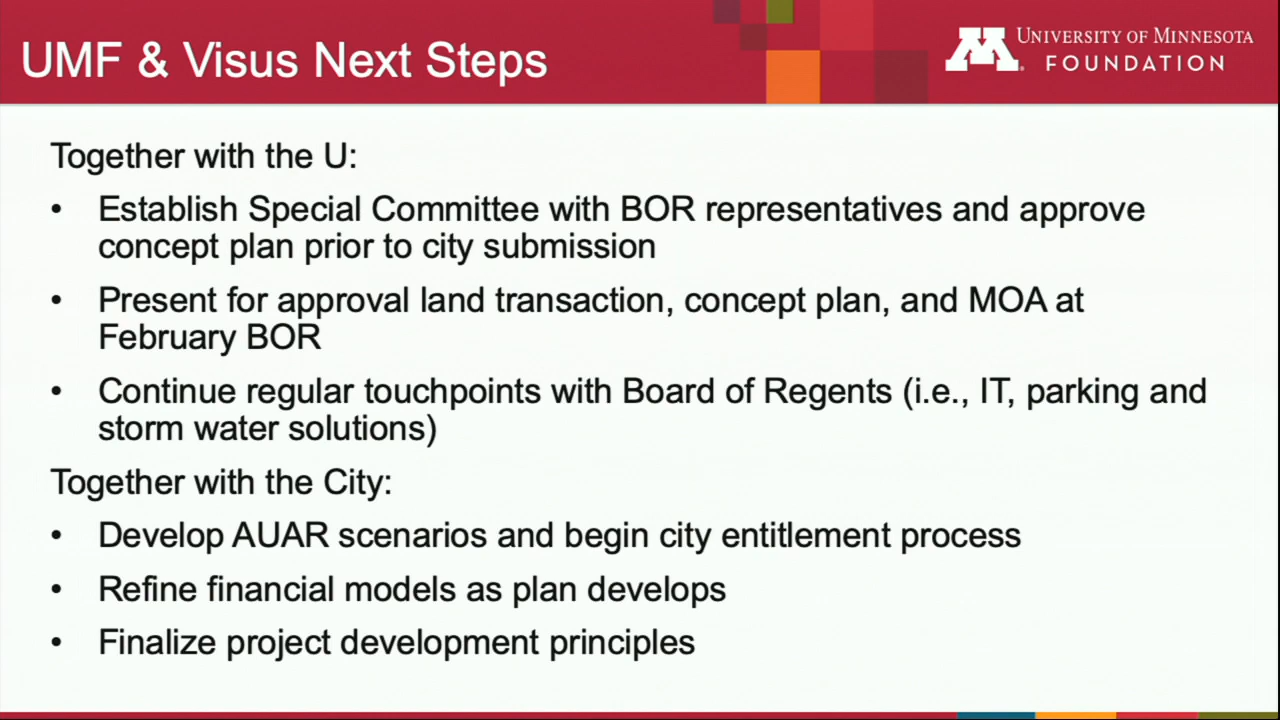 UMF & Visus Next Steps
M
UNIVERSITY OF MINNESOTA
FOUNDATION
Together with the U:
• Establish Special Committee with BOR representatives and approve
concept plan prior to city submission
• Present for approval land transaction, concept plan, and MOA at
February BOR
• Continue regular touchpoints with Board of Regents (i.e., IT, parking and
storm water solutions)
Together with the City:
• Develop AUAR scenarios and begin city entitlement process
• Refine financial models as plan develops
• Finalize project development principles